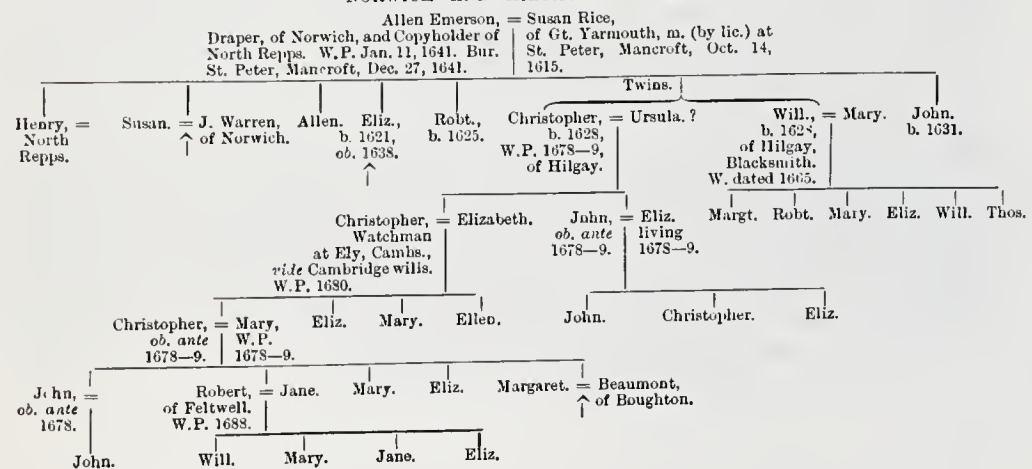 Allen Emerson, = Susan Rice,
Draper, of Norwich, and Copyholder of
North Repps. W.P. Jan. 11, 1641. Bur.
St. Peter, Mancroft, Dec. 27, 1641.
of Gt. Yarmouth, m. (by lic.) at
St. Peter, Mancroft, Oct. 14,
1615.
Twins.
Henry, =
North
Repps.
Susan. = J. Warren,
of Norwich.
Allen.
Eliz.,
b. 1621,
ob. 1638.
Robt.,
b. 1625.
Christopher, = Ursula. ?
b. 1628,
W.P. 1678—9,
of Hilgay.
Will., = Mary.
b. 1628,
of Hilgay,
Blacksmith.
W. dated 1665.
John.
b. 1631.
Margt. Robt. Mary. Eliz. Will. Thos.
Christopher, = Elizabeth.
Watchman
at Ely, Cambs.,
vide Cambridge wills.
W.P. 1680.
John, = Eliz.
ob. ante
1678—9.
living
1678—9.
John. Christopher. Eliz.
Christopher, = Mary,
ob. ante
1678—9.
W.P.
1678—9.
Eliz. Mary. Ellen.
John, =
ob. ante
1678.
Robert, = Jane.
of Feltwell.
W.P. 1688.
Mary. Eliz.
Margaret. = Beaumont,
of Boughton.
John.
Will. Mary. Jane. Eliz.